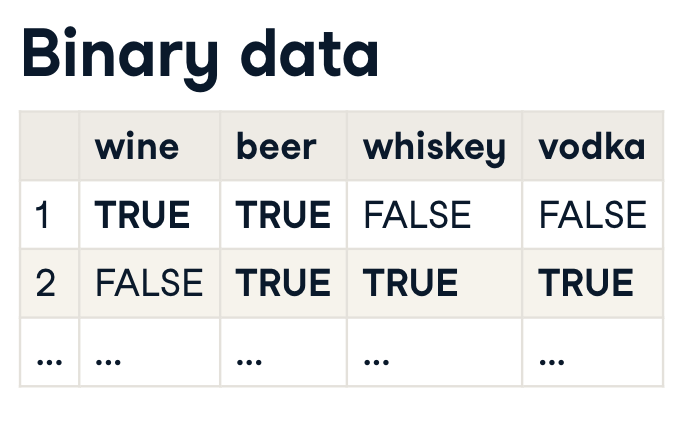 Binary data
wine beer whiskey vodka
1 TRUE TRUE FALSE FALSE
2 FALSE TRUE TRUE TRUE
... ... ... ... ...